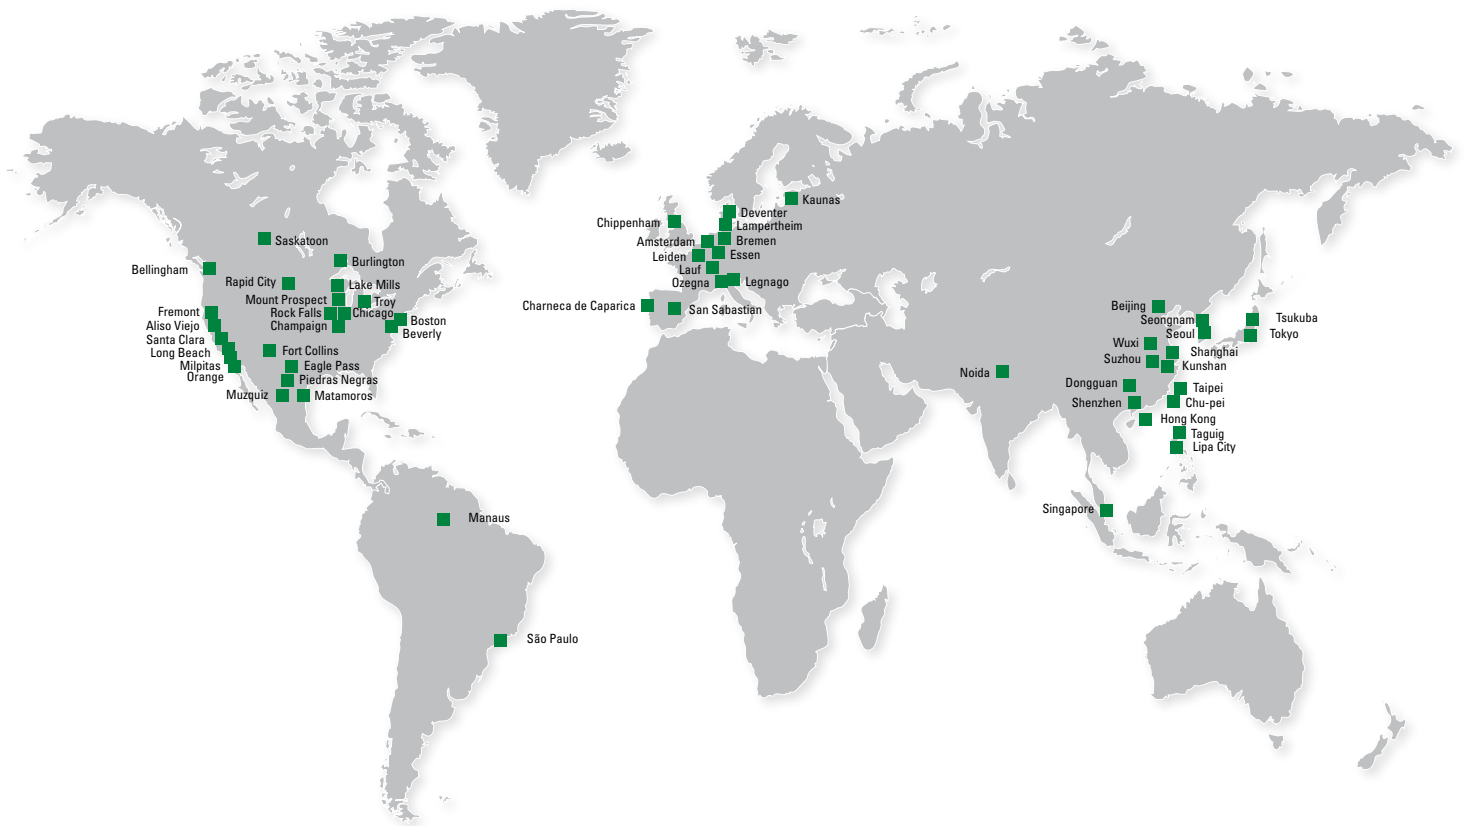 Saskatoon
Burlington
Bellingham
Rapid City
Lake Mills
Mount Prospect
Troy
Fremont
Rock Falls
Chicago
Aliso Viejo
Champaign
Boston
Beverly
Santa Clara
Long Beach
Fort Collins
Milpitas
Eagle Pass
Orange
Piedras Negras
Muzquiz
Matamoros
Manaus
São Paulo
Kaunas
Chippenham
Deventer
Lampertheim
Amsterdam
Bremen
Leiden
Essen
Lauf
Ozegna
Legnago
Charneca de Caparica
San Sabastian
Noida
Beijing
Seongnam
Tsukuba
Seoul
Tokyo
Wuxi
Shanghai
Suzhou
Kunshan
Dongguan
Taipei
Shenzhen
Chu-pei
Hong Kong
Taguig
Lipa City
Singapore